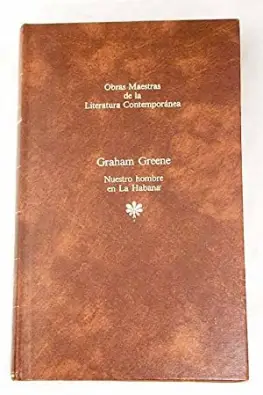 Obras Maestras
de la
Literatura Contemporánea
Graham Greene
Nuestro hombre
en La Habana